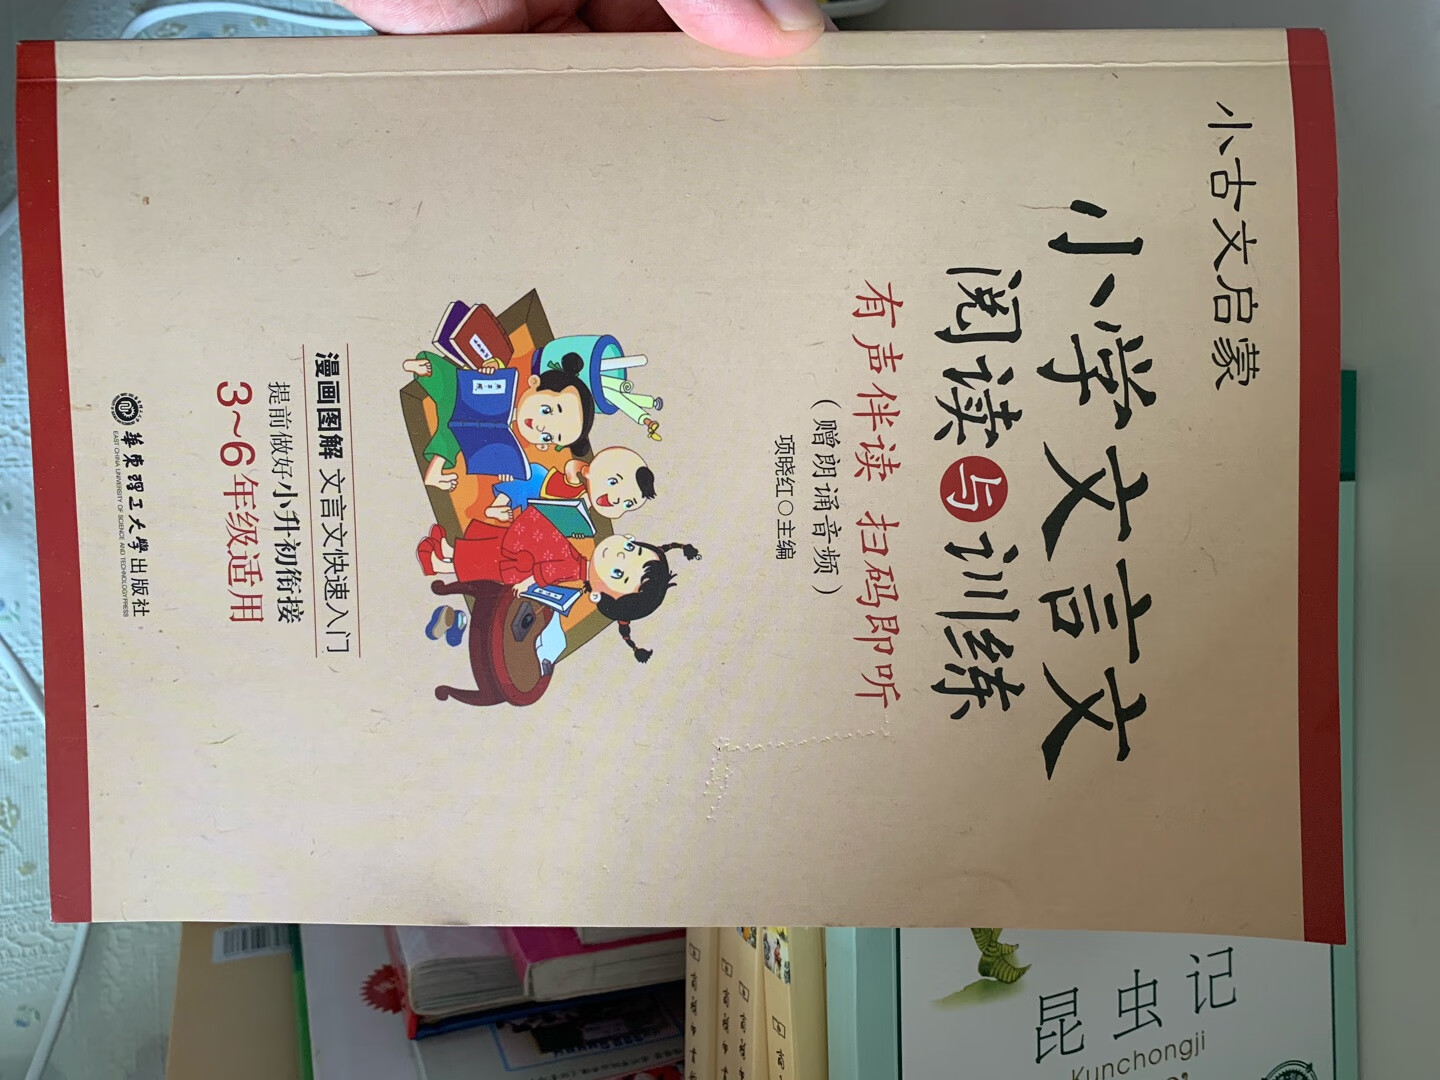 小古文启蒙
小学文言文
阅读与训练
有声伴读 扫码即听
（赠朗诵音频）
项晓红○主编
漫画图解 文言文快速入门
提前做好小升初衔接
3~6年级适用
華東理工大學出版社
EAST CHINA UNIVERSITY OF SCIENCE AND TECHNOLOGY PRESS
昆虫记
Kunchongji